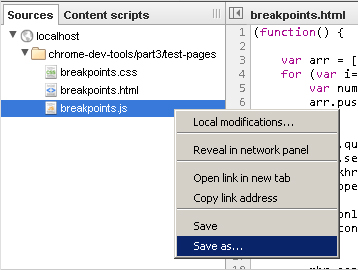 Sources Content scripts
breakpoints.html
localhost
chrome-dev-tools/part3/test-pages
breakpoints.css
breakpoints.html
breakpoints.js
Local modifications...
Reveal in network panel
Open link in new tab
Copy link address
Save
Save as...
1 (function() {
2
3 var arr = [
4 for (var i=
5 var num
6 arr.pus